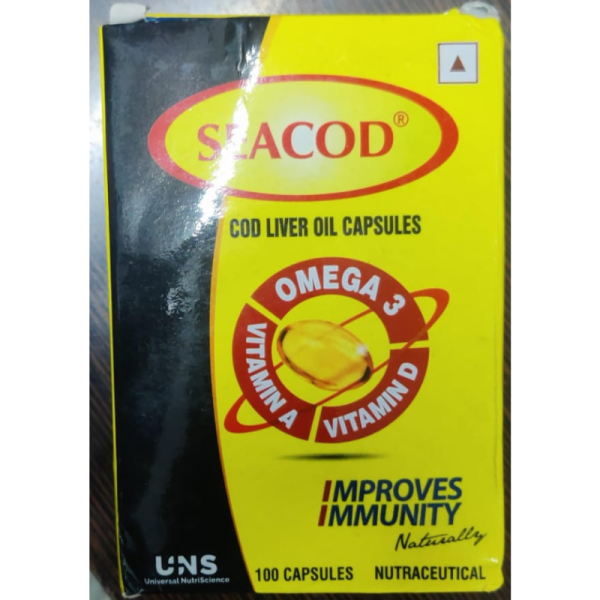 SEACOD®
COD LIVER OIL CAPSULES
OMEGA 3
VITAMIN A
VITAMIN D
IMPROVES
IMMUNITY
Naturally
UNS
Universal NutriScience
100 CAPSULES NUTRACEUTICAL